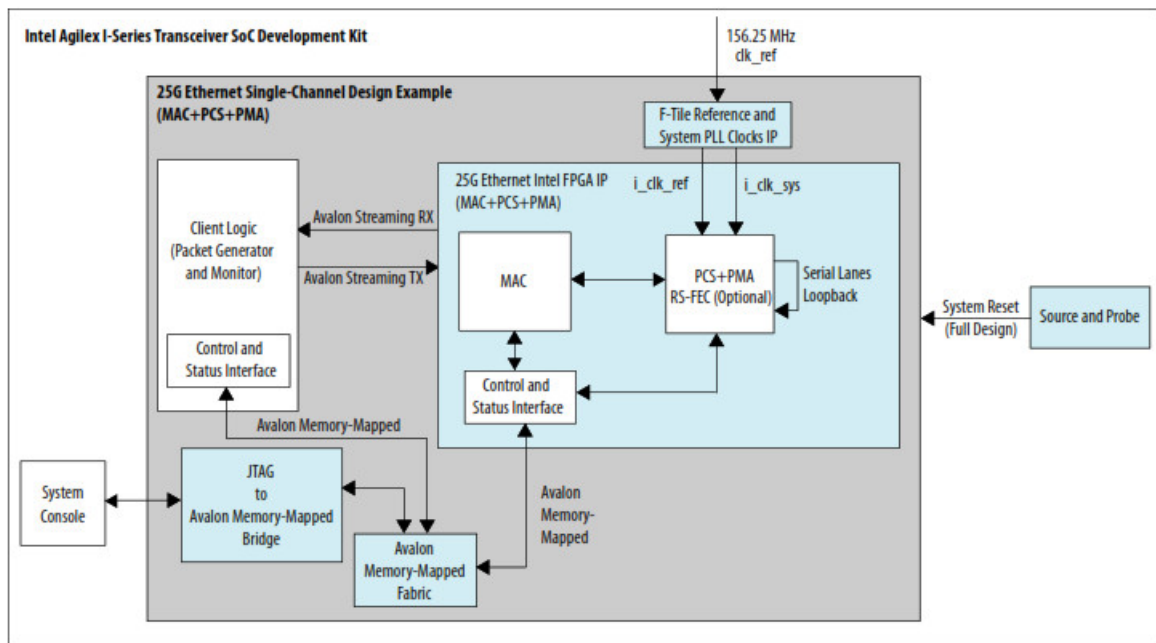 Intel Agilex I-Series Transceiver SoC Development Kit
156.25 MHz
clk_ref
25G Ethernet Single-Channel Design Example
(MAC+PCS+PMA)
F-Tile Reference and
System PLL Clocks IP
25G Ethernet Intel FPGA IP
(MAC+PCS+PMA)
i_clk_ref
i_clk_sys
Client Logic
(Packet Generator
and Monitor)
Avalon Streaming RX
Avalon Streaming TX
MAC
PCS+PMA
RS-FEC (Optional)
Serial Lanes
Loopback
System Reset
(Full Design)
Source and Probe
Control and
Status Interface
Control and
Status Interface
Avalon Memory-Mapped
System
Console
JTAG
to
Avalon Memory-Mapped
Bridge
Avalon
Memory-
Mapped
Avalon
Memory-Mapped
Fabric